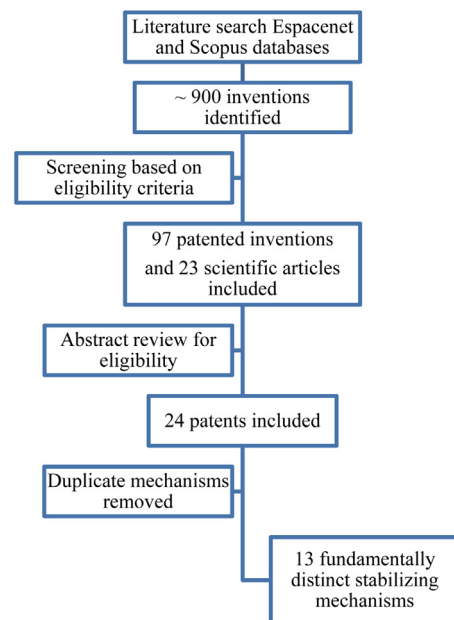 Literature search Espacenet
and Scopus databases
~ 900 inventions
identified
Screening based on
eligibility criteria
97 patented inventions
and 23 scientific articles
included
Abstract review for
eligibility
24 patents included
Duplicate mechanisms
removed
13 fundamentally
distinct stabilizing
mechanisms